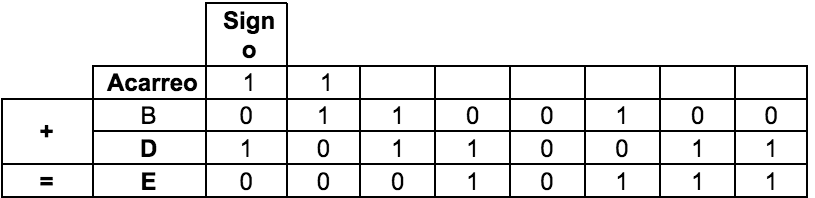 Sign
o
Acarreo 1 1
+
B 0 1 1 0 0 1 0 0
D 1 0 1 1 0 0 1 1
= E 0 0 0 1 0 1 1 1